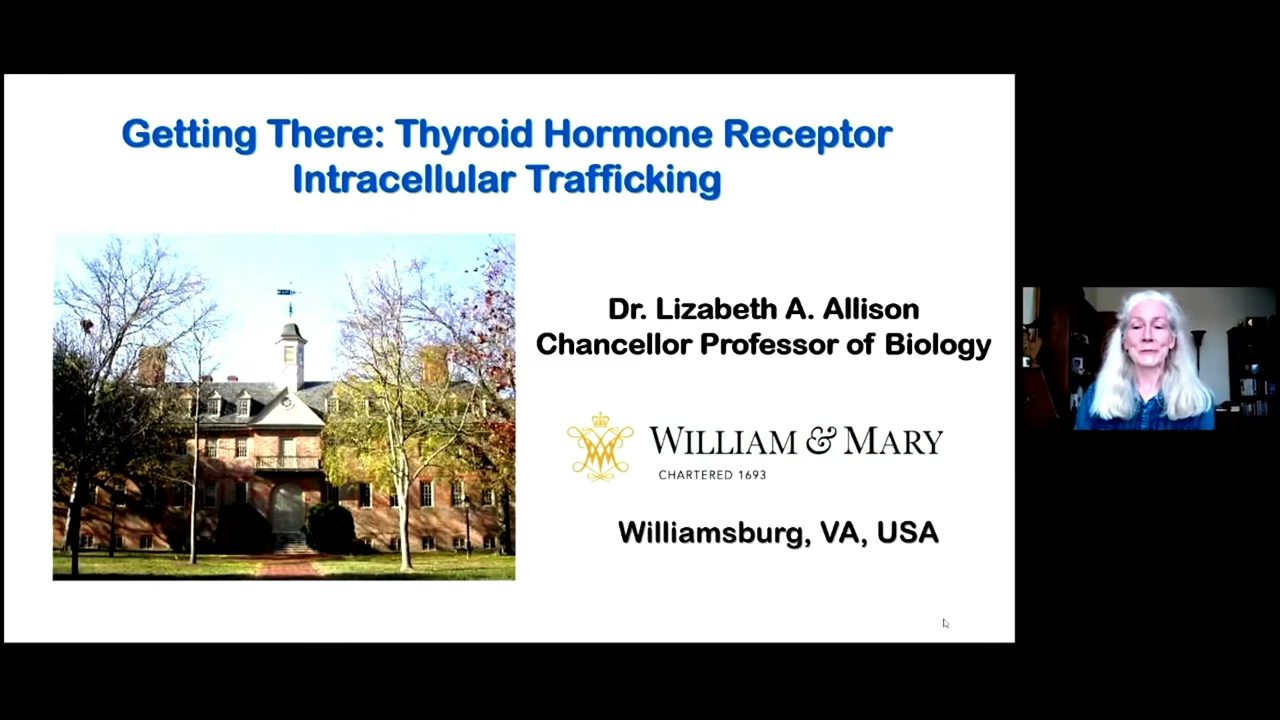 Getting There: Thyroid Hormone Receptor
Intracellular Trafficking
Dr. Lizabeth A. Allison
Chancellor Professor of Biology
WILLIAM & MARY
CHARTERED 1693
Williamsburg, VA, USA